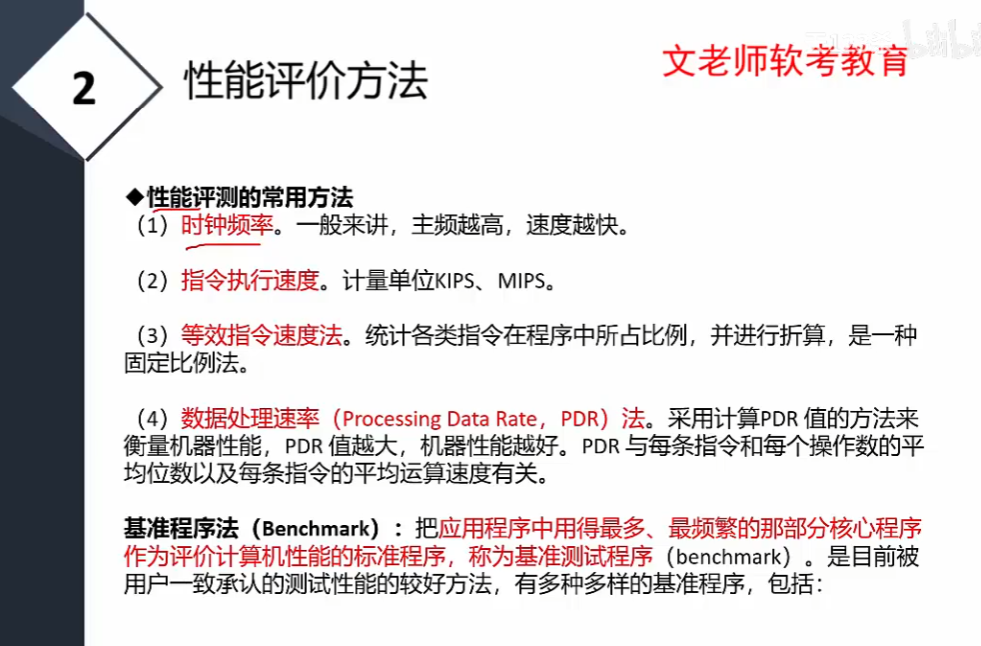 2
性能评价方法
文老师软考教育
◆性能评测的常用方法
（1）时钟频率。一般来讲，主频越高，速度越快。
（2）指令执行速度。计量单位KIPS、MIPS。
（3）等效指令速度法。统计各类指令在程序中所占比例，并进行折算，是一种
固定比例法。
（4）数据处理速率（Processing Data Rate，PDR）法。采用计算PDR 值的方法来
衡量机器性能，PDR 值越大，机器性能越好。PDR 与每条指令和每个操作数的平
均位数以及每条指令的平均运算速度有关。
基准程序法（Benchmark）：把应用程序中用得最多、最频繁的那部分核心程序
作为评价计算机性能的标准程序，称为基准测试程序（benchmark）。是目前被
用户一致承认的测试性能的较好方法，有多种多样的基准程序，包括：